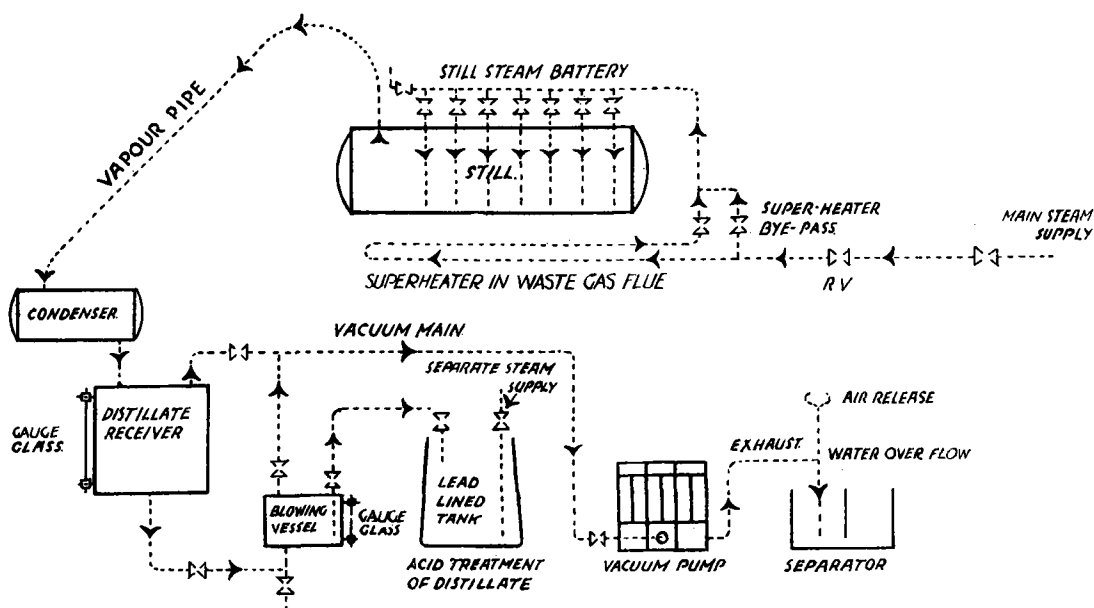 STILL STEAM BATTERY
VAPOUR PIPE
STILL.
SUPER-HEATER
BYE-PASS.
MAIN STEAM
SUPPLY
SUPERHEATER IN WASTE GAS FLUE
R V
CONDENSER.
VACUUM MAIN.
SEPARATE STEAM
SUPPLY
DISTILLATE
RECEIVER
GAUGE
GLASS.
AIR RELEASE
EXHAUST.
WATER OVER FLOW
LEAD
LINED
TANK
BLOWING
VESSEL
GAUGE
GLASS
ACID TREATMENT
OF DISTILLATE
VACUUM PUMP
SEPARATOR